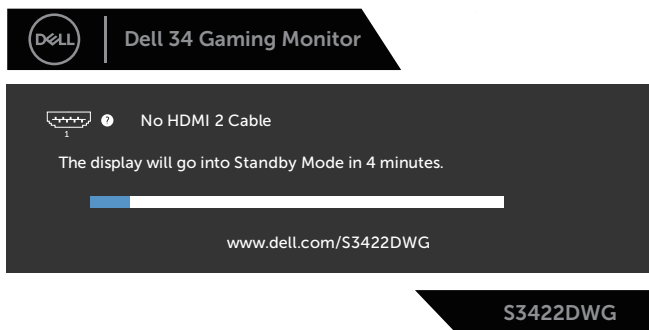 DELL
Dell 34 Gaming Monitor
? No HDMI 2 Cable
1
The display will go into Standby Mode in 4 minutes.
www.dell.com/S3422DWG
S3422DWG